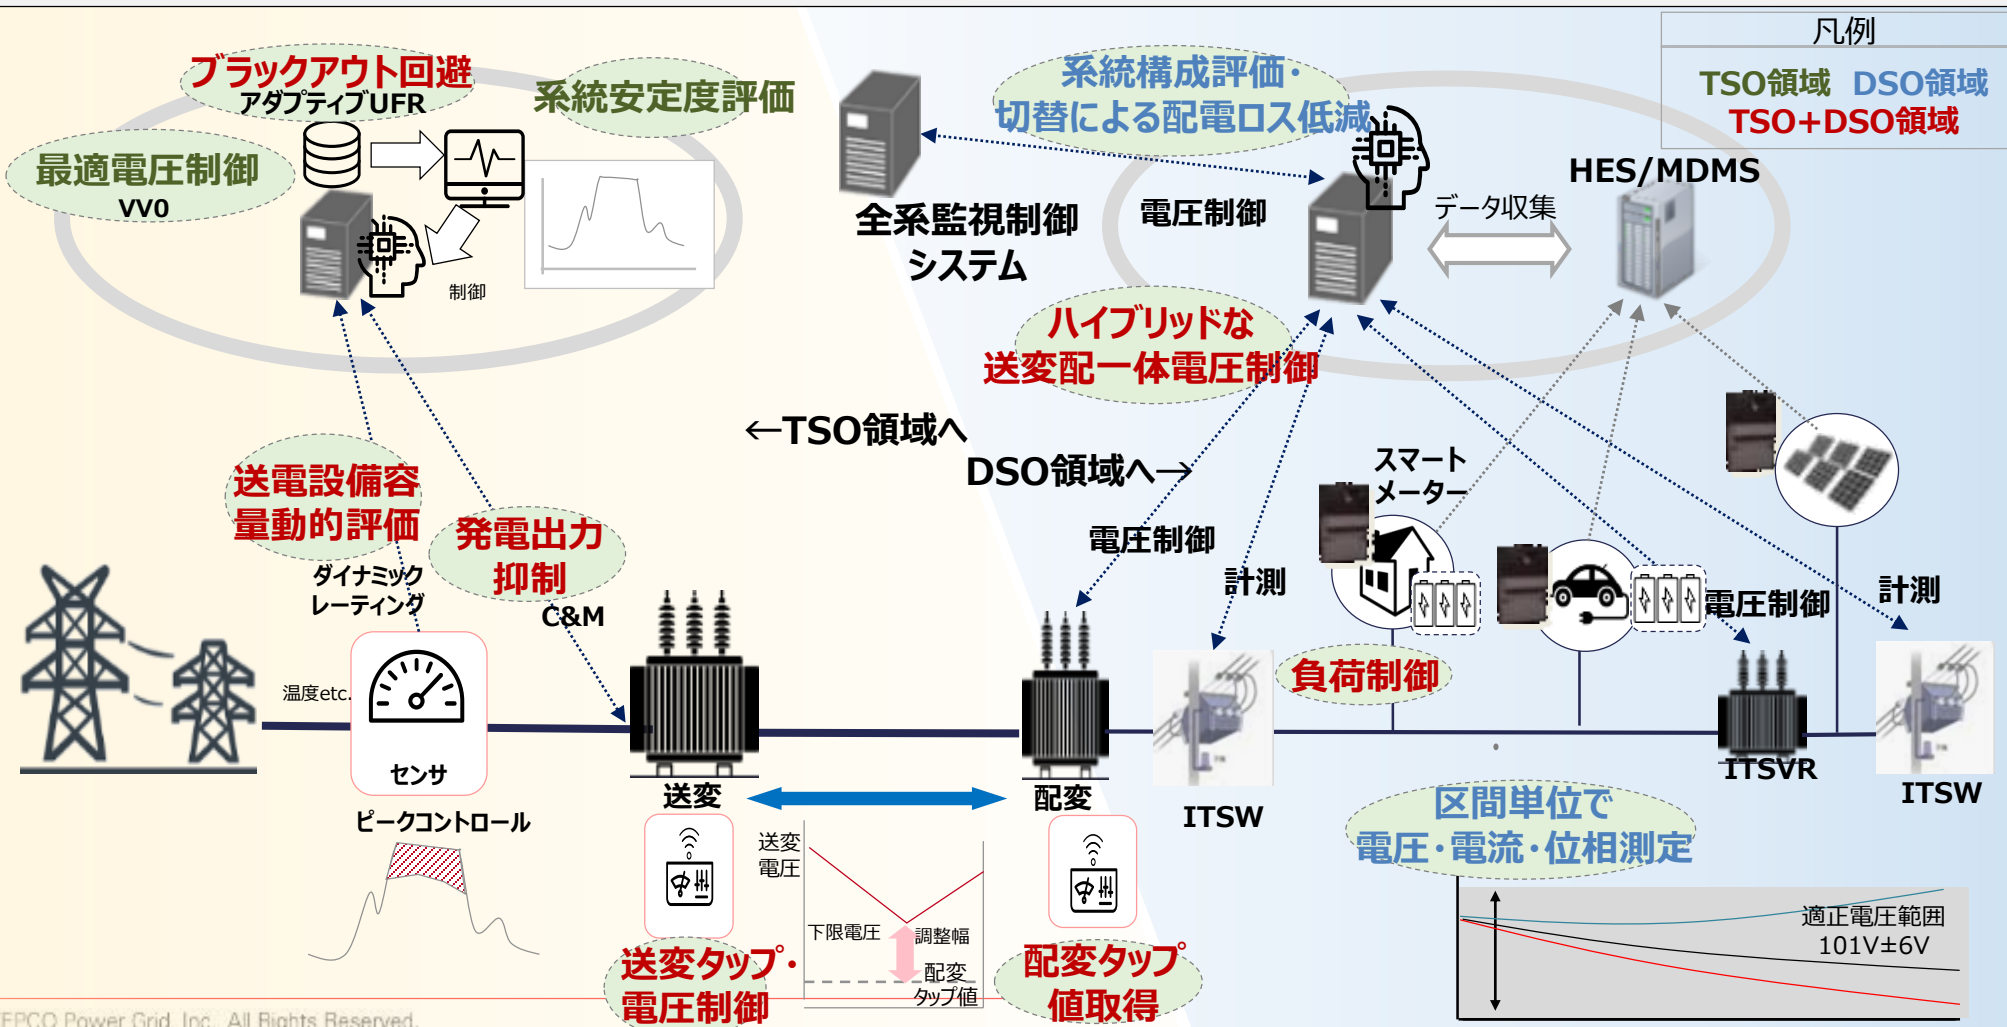 凡例
TSO領域 DSO領域
TSO+DSO領域
ブラックアウト回避
アダプティブUFR
系統安定度評価
最適電圧制御
VVO
制御
全系監視制御
システム
系統構成評価・
切替による配電ロス低減
電圧制御
HES/MDMS
データ収集
ハイブリッドな
送変配一体電圧制御
←TSO領域へ
DSO領域へ→
送電設備容
量動的評価
ダイナミック
レーティング
発電出力
抑制
C&M
電圧制御
計測
スマート
メーター
電圧制御
計測
負荷制御
温度etc.
センサ
ピークコントロール
送変
配変
ITSW
ITSVR
ITSW
送変
電圧
下限電圧
調整幅
配変
タップ値
送変タップ・
電圧制御
配変タップ
値取得
区間単位で
電圧・電流・位相測定
適正電圧範囲
101V±6V
EPCO Power Grid, Inc. All Rights Reserved.